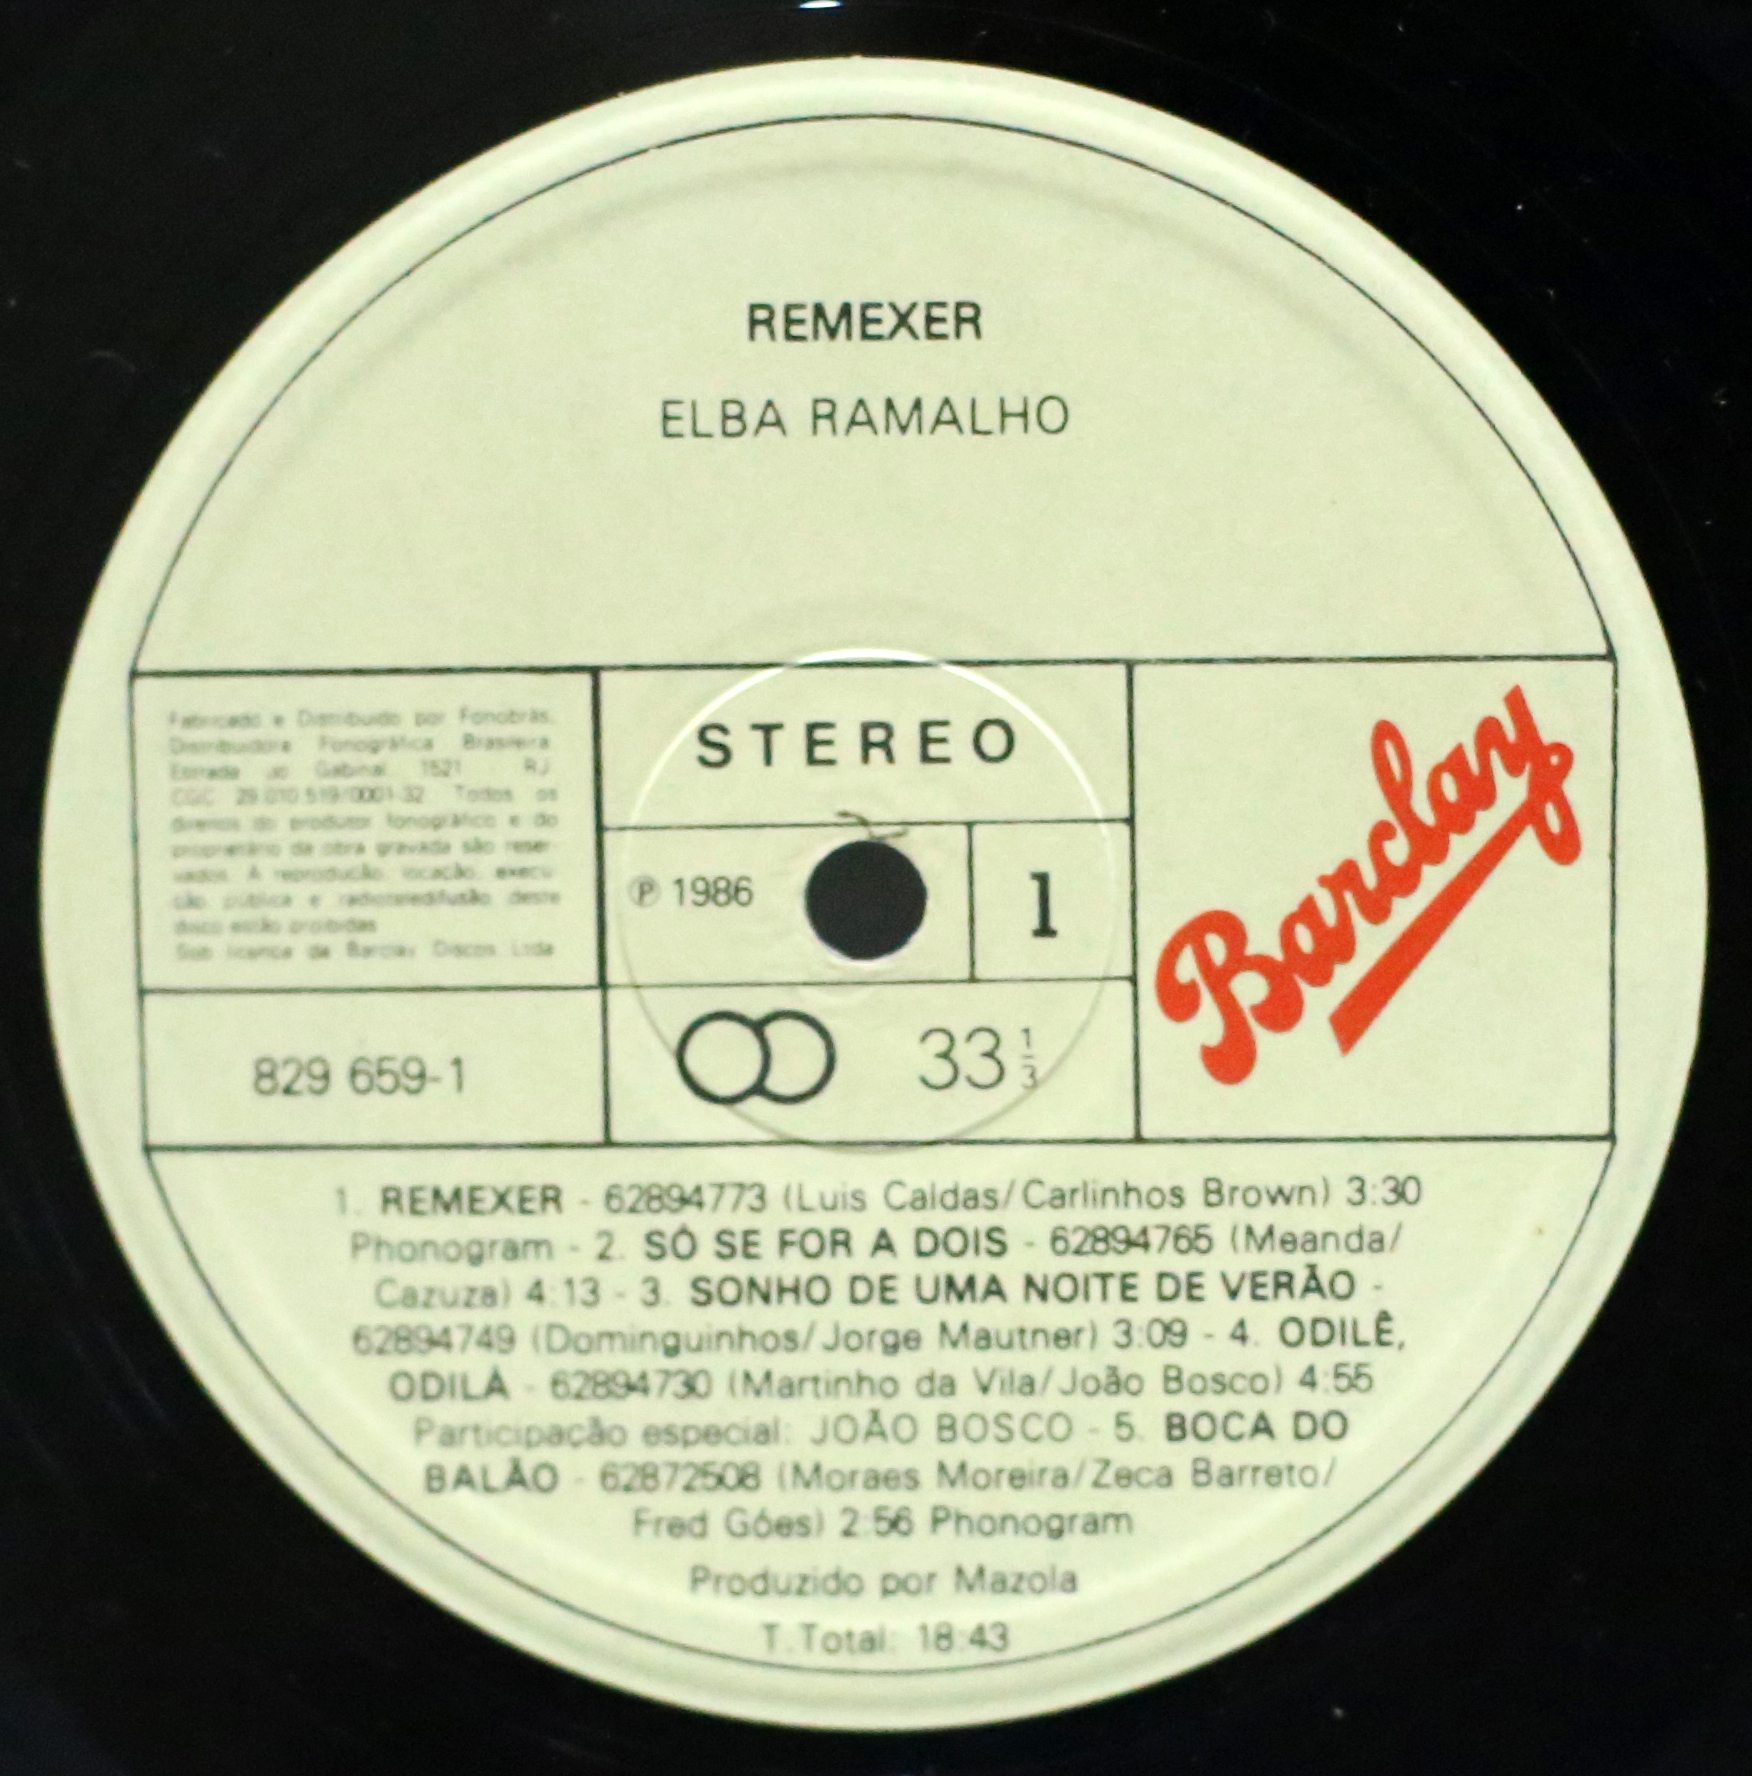 REMEXER
ELBA RAMALHO
Fabricado e Distribuido por Fonobrás,
Distribuidora Fonográfica Brasileira
Estrada do Gabinal, 1521 - RJ
CGC 29.010.519/0001-32 Todos os
direitos do produtor fonográfico e do
proprietário da obra gravada são reser-
vados. A reprodução, locação, execu-
ção pública e radioteledifusão deste
disco estão proibidas
Sob licença da Barclay Discos Ltda
STEREO
℗ 1986
1
Barclay
829 659-1
33 1/3
1. REMEXER - 62894773 (Luis Caldas/Carlinhos Brown) 3:30
Phonogram - 2. SÓ SE FOR A DOIS - 62894765 (Meanda/
Cazuza) 4:13 - 3. SONHO DE UMA NOITE DE VERÃO -
62894749 (Dominguinhos/Jorge Mautner) 3:09 - 4. ODILÊ,
ODILÁ - 62894730 (Martinho da Vila/João Bosco) 4:55
Participação especial: JOÃO BOSCO - 5. BOCA DO
BALÃO - 62872508 (Moraes Moreira/Zeca Barreto/
Fred Góes) 2:56 Phonogram
Produzido por Mazola
T.Total: 18:43